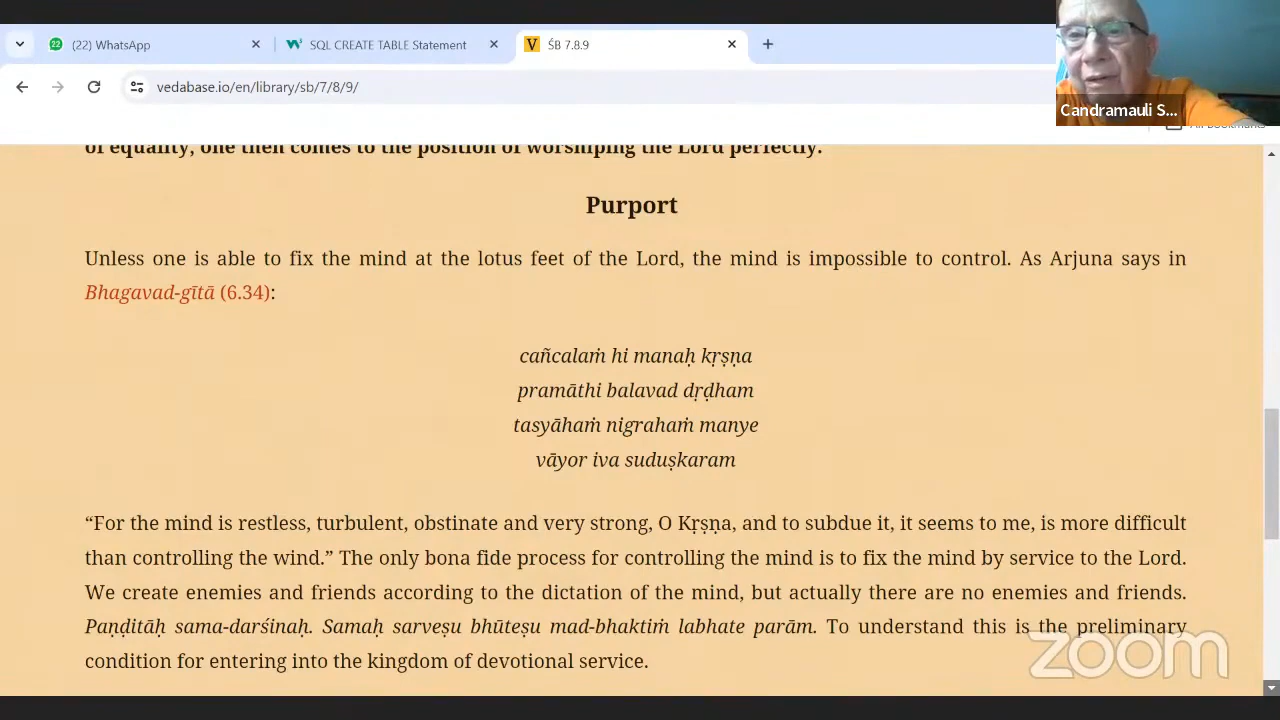 (22) WhatsApp
SQL CREATE TABLE Statement
ŚB 7.8.9
vedabase.io/en/library/sb/7/8/9/
Candramauli S...
All Bookmarks
of equality, one then comes to the position of worshiping the Lord perfectly.
Purport
Unless one is able to fix the mind at the lotus feet of the Lord, the mind is impossible to control. As Arjuna says in
Bhagavad-gītā (6.34):
cañcalaṁ hi manaḥ kṛṣṇa
pramāthi balavad dṛḍham
tasyāhaṁ nigrahaṁ manye
vāyor iva suduṣkaram
“For the mind is restless, turbulent, obstinate and very strong, O Kṛṣṇa, and to subdue it, it seems to me, is more difficult
than controlling the wind.” The only bona fide process for controlling the mind is to fix the mind by service to the Lord.
We create enemies and friends according to the dictation of the mind, but actually there are no enemies and friends.
Paṇḍitāḥ sama-darśinaḥ. Samaḥ sarveṣu bhūteṣu mad-bhaktiṁ labhate parām. To understand this is the preliminary
condition for entering into the kingdom of devotional service.
zoom